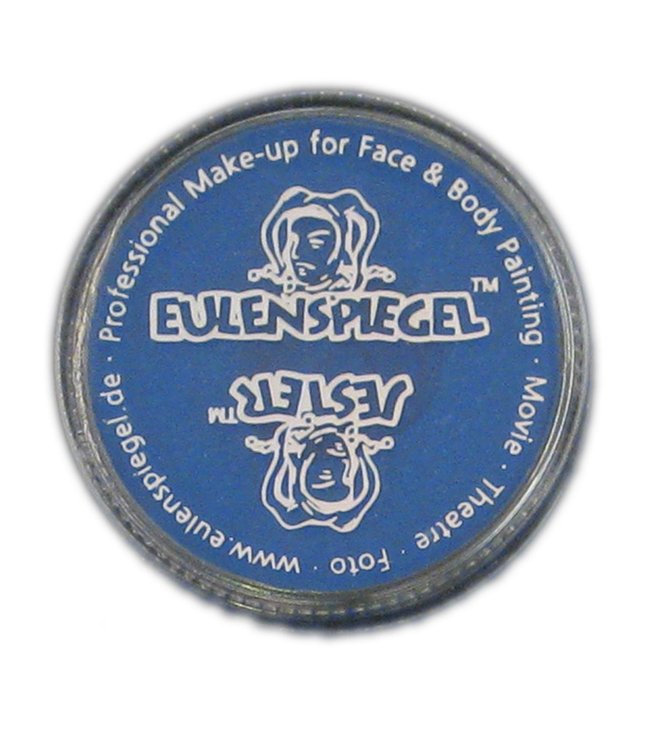 Professional Make-up for Face & Body Painting · Movie · Theatre · Foto · www.eulenspiegel.de ·
EULENSPIEGEL™
VESTER™